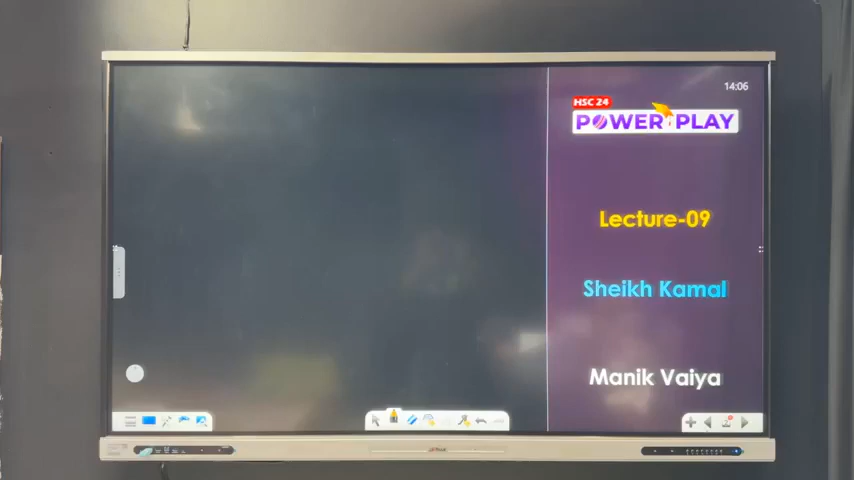 14:06
HSC 24
POWER PLAY
Lecture-09
Sheikh Kamal
Manik Vaiya